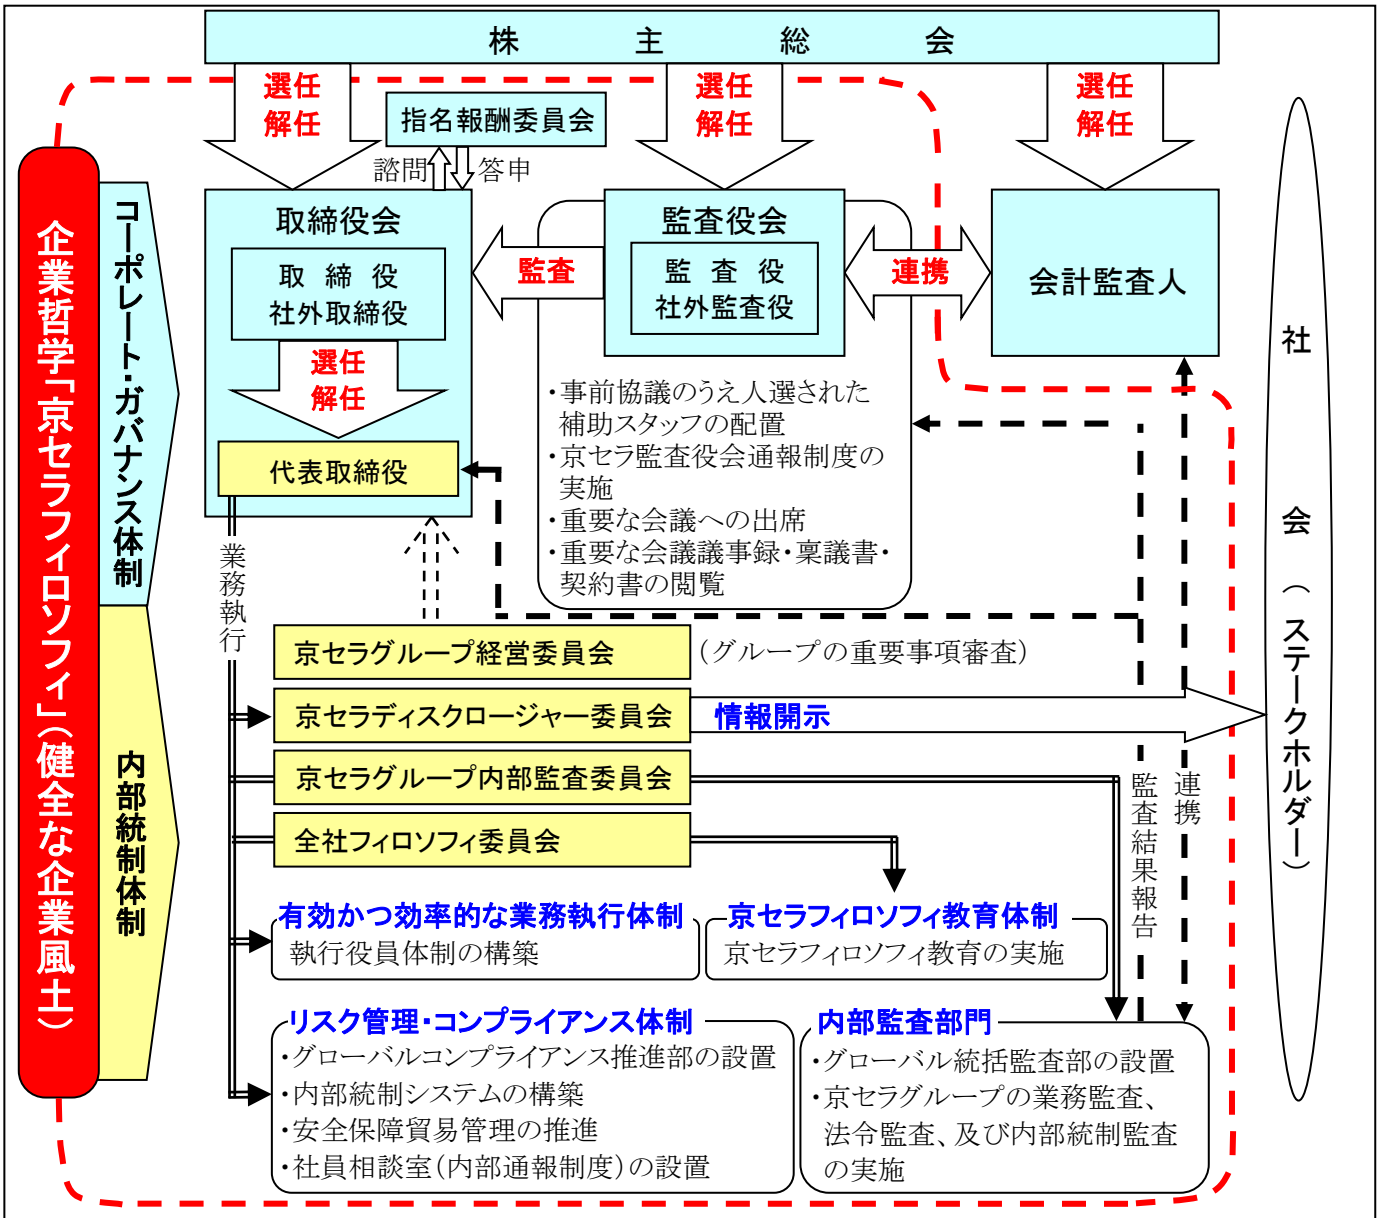 株主総会
選任
解任
選任
解任
選任
解任
指名報酬委員会
諮問
答申
企業哲学「京セラフィロソフィ」(健全な企業風土)
コーポレート・ガバナンス体制
内部統制体制
取締役会
取締役
社外取締役
選任
解任
代表取締役
監査
監査役会
監査役
社外監査役
連携
会計監査人
・事前協議のうえ人選された
補助スタッフの配置
・京セラ監査役会通報制度の
実施
・重要な会議への出席
・重要な会議議事録・稟議書・
契約書の閲覧
業務執行
京セラグループ経営委員会
(グループの重要事項審査)
京セラディスクロージャー委員会
情報開示
京セラグループ内部監査委員会
全社フィロソフィ委員会
監査結果報告
連携
社会(ステークホルダー)
有効かつ効率的な業務執行体制
執行役員体制の構築
京セラフィロソフィ教育体制
京セラフィロソフィ教育の実施
リスク管理・コンプライアンス体制
・グローバルコンプライアンス推進部の設置
・内部統制システムの構築
・安全保障貿易管理の推進
・社員相談室(内部通報制度)の設置
内部監査部門
・グローバル統括監査部の設置
・京セラグループの業務監査、
法令監査、及び内部統制監査
の実施